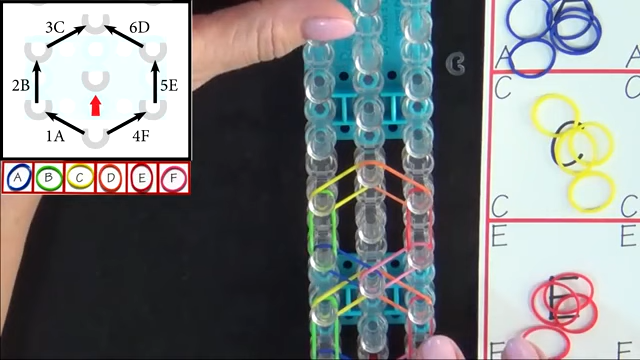 3C 6D
2B 5E
1A 4F
A B C D E F
A A
C C
C C
E E
E
E F